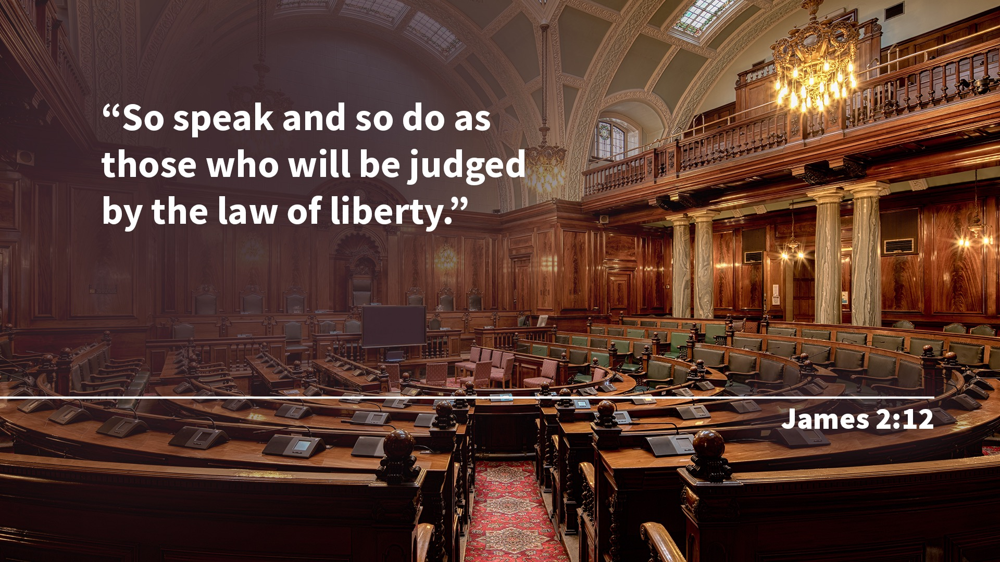 “So speak and so do as
those who will be judged
by the law of liberty.”
James 2:12